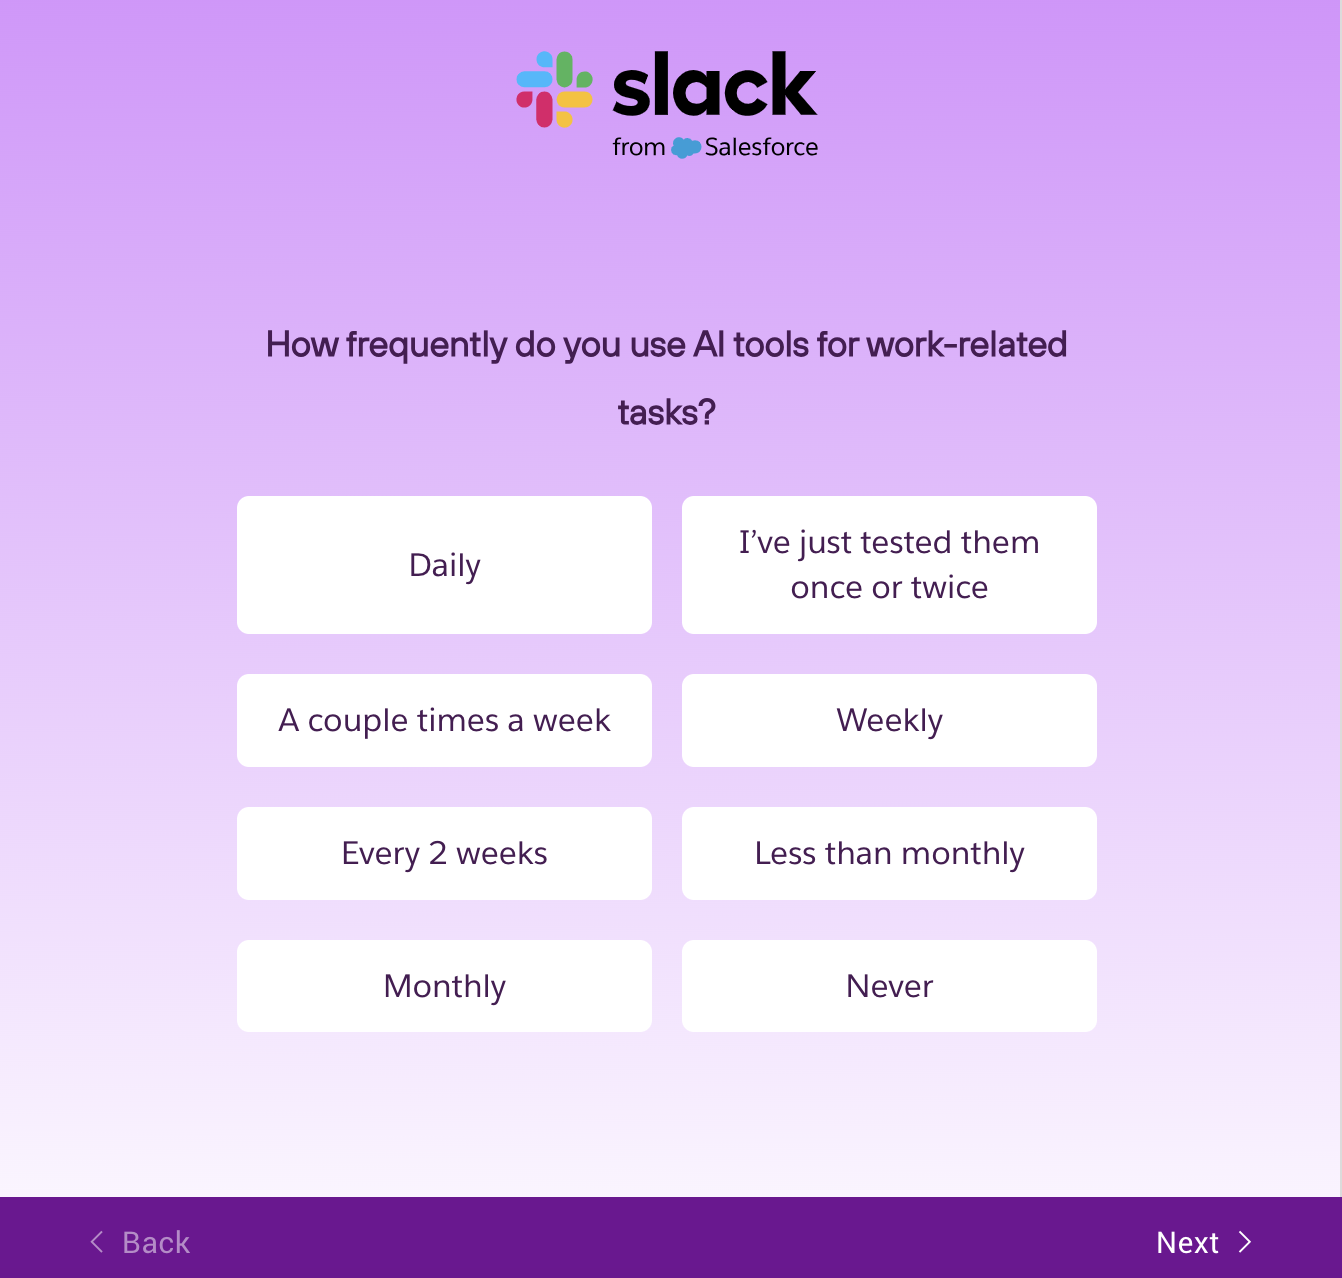 slack
from Salesforce
How frequently do you use AI tools for work-related
tasks?
Daily
I’ve just tested them
once or twice
A couple times a week
Weekly
Every 2 weeks
Less than monthly
Monthly
Never
Back
Next